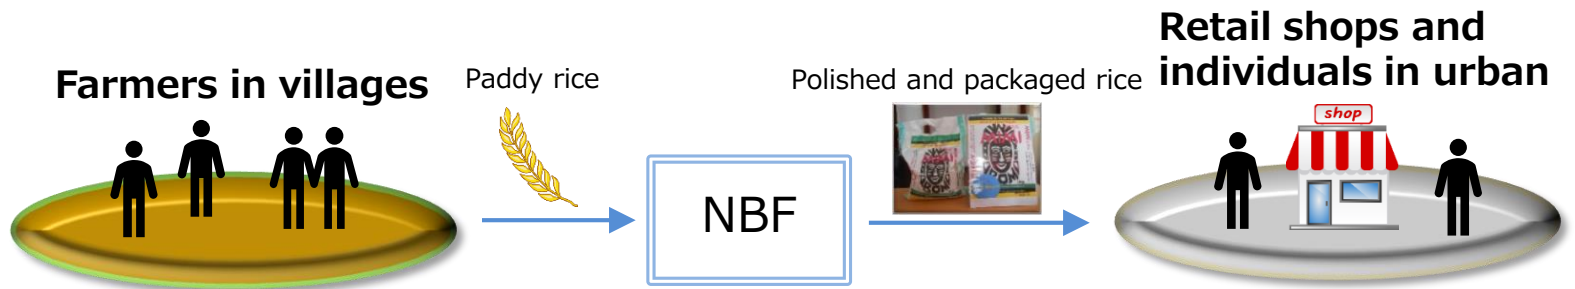 Farmers in villages
Paddy rice
NBF
Polished and packaged rice
Retail shops and
individuals in urban
shop